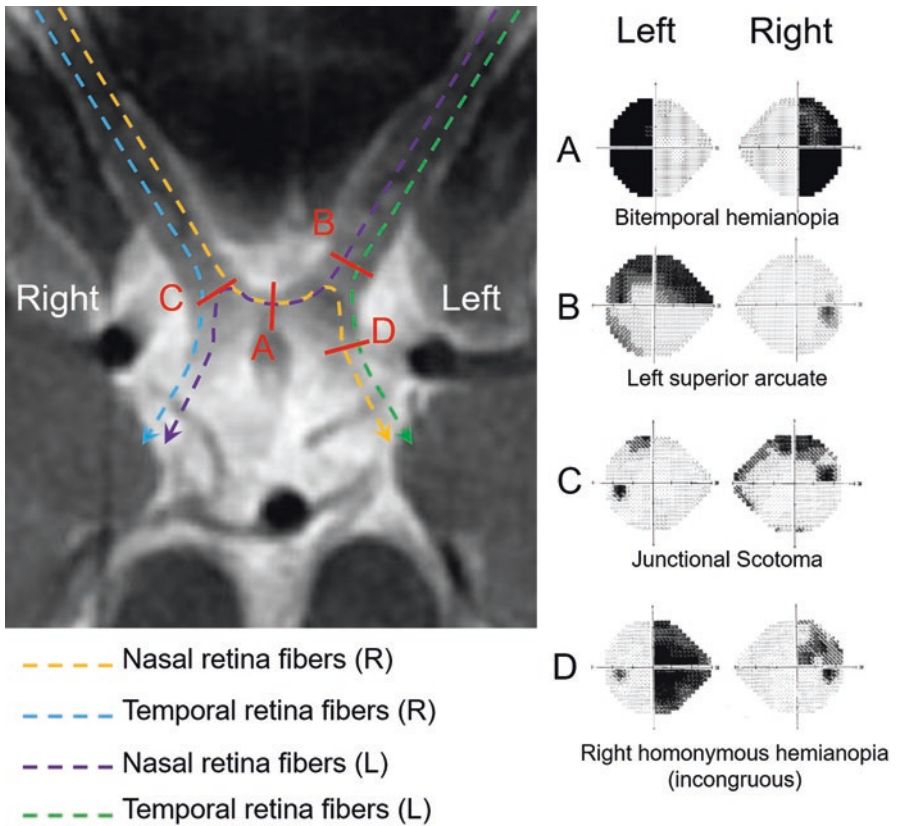 Left Right
A
Bitemporal hemianopia
B
Left superior arcuate
C
Junctional Scotoma
D
Right homonymous hemianopia
(incongruous)
B
Right
C
Left
A
D
Nasal retina fibers (R)
Temporal retina fibers (R)
Nasal retina fibers (L)
Temporal retina fibers (L)